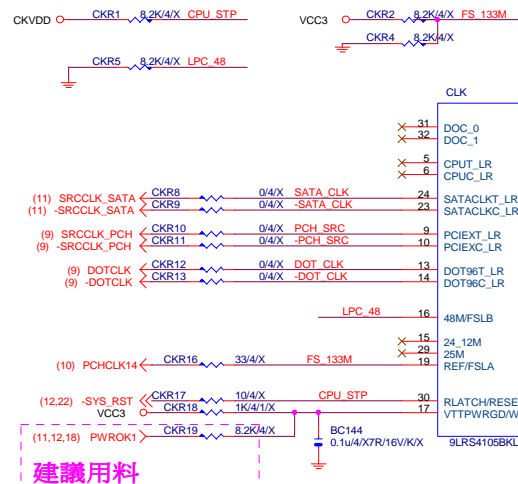 CKVDD CKR1 8.2K/4/X CPU_STP
VCC3 CKR2 8.2K/4/X FS_133M
CKR4 8.2K/4/X
CKR5 8.2K/4/X LPC_48
CLK
31 DOC_0
32 DOC_1
5 CPUT_LR
6 CPUC_LR
(11) SRCCLK_SATA CKR8 0/4/X SATA_CLK 24 SATACLKT_LR
(11) -SRCCLK_SATA CKR9 0/4/X -SATA_CLK 23 SATACLKC_LR
(9) SRCCLK_PCH CKR10 0/4/X PCH_SRC 9 PCIEXT_LR
(9) -SRCCLK_PCH CKR11 0/4/X -PCH_SRC 10 PCIEXC_LR
(9) DOTCLK CKR12 0/4/X DOT_CLK 13 DOT96T_LR
(9) -DOTCLK CKR13 0/4/X -DOT_CLK 14 DOT96C_LR
LPC_48 16 48M/FSLB
15 24_12M
29 25M
(10) PCHCLK14 CKR16 33/4/X FS_133M 19 REF/FSLA
(12,22) -SYS_RST CKR17 10/4/X CPU_STP 30 RLATCH/RESE
VCC3 CKR18 1K/4/1/X 17 VTTPWRGD/W
(11,12,18) PWROK1 CKR19 8.2K/4/X
BC144
0.1u/4/X7R/16V/K/X
9LRS4105BKL
建議用料